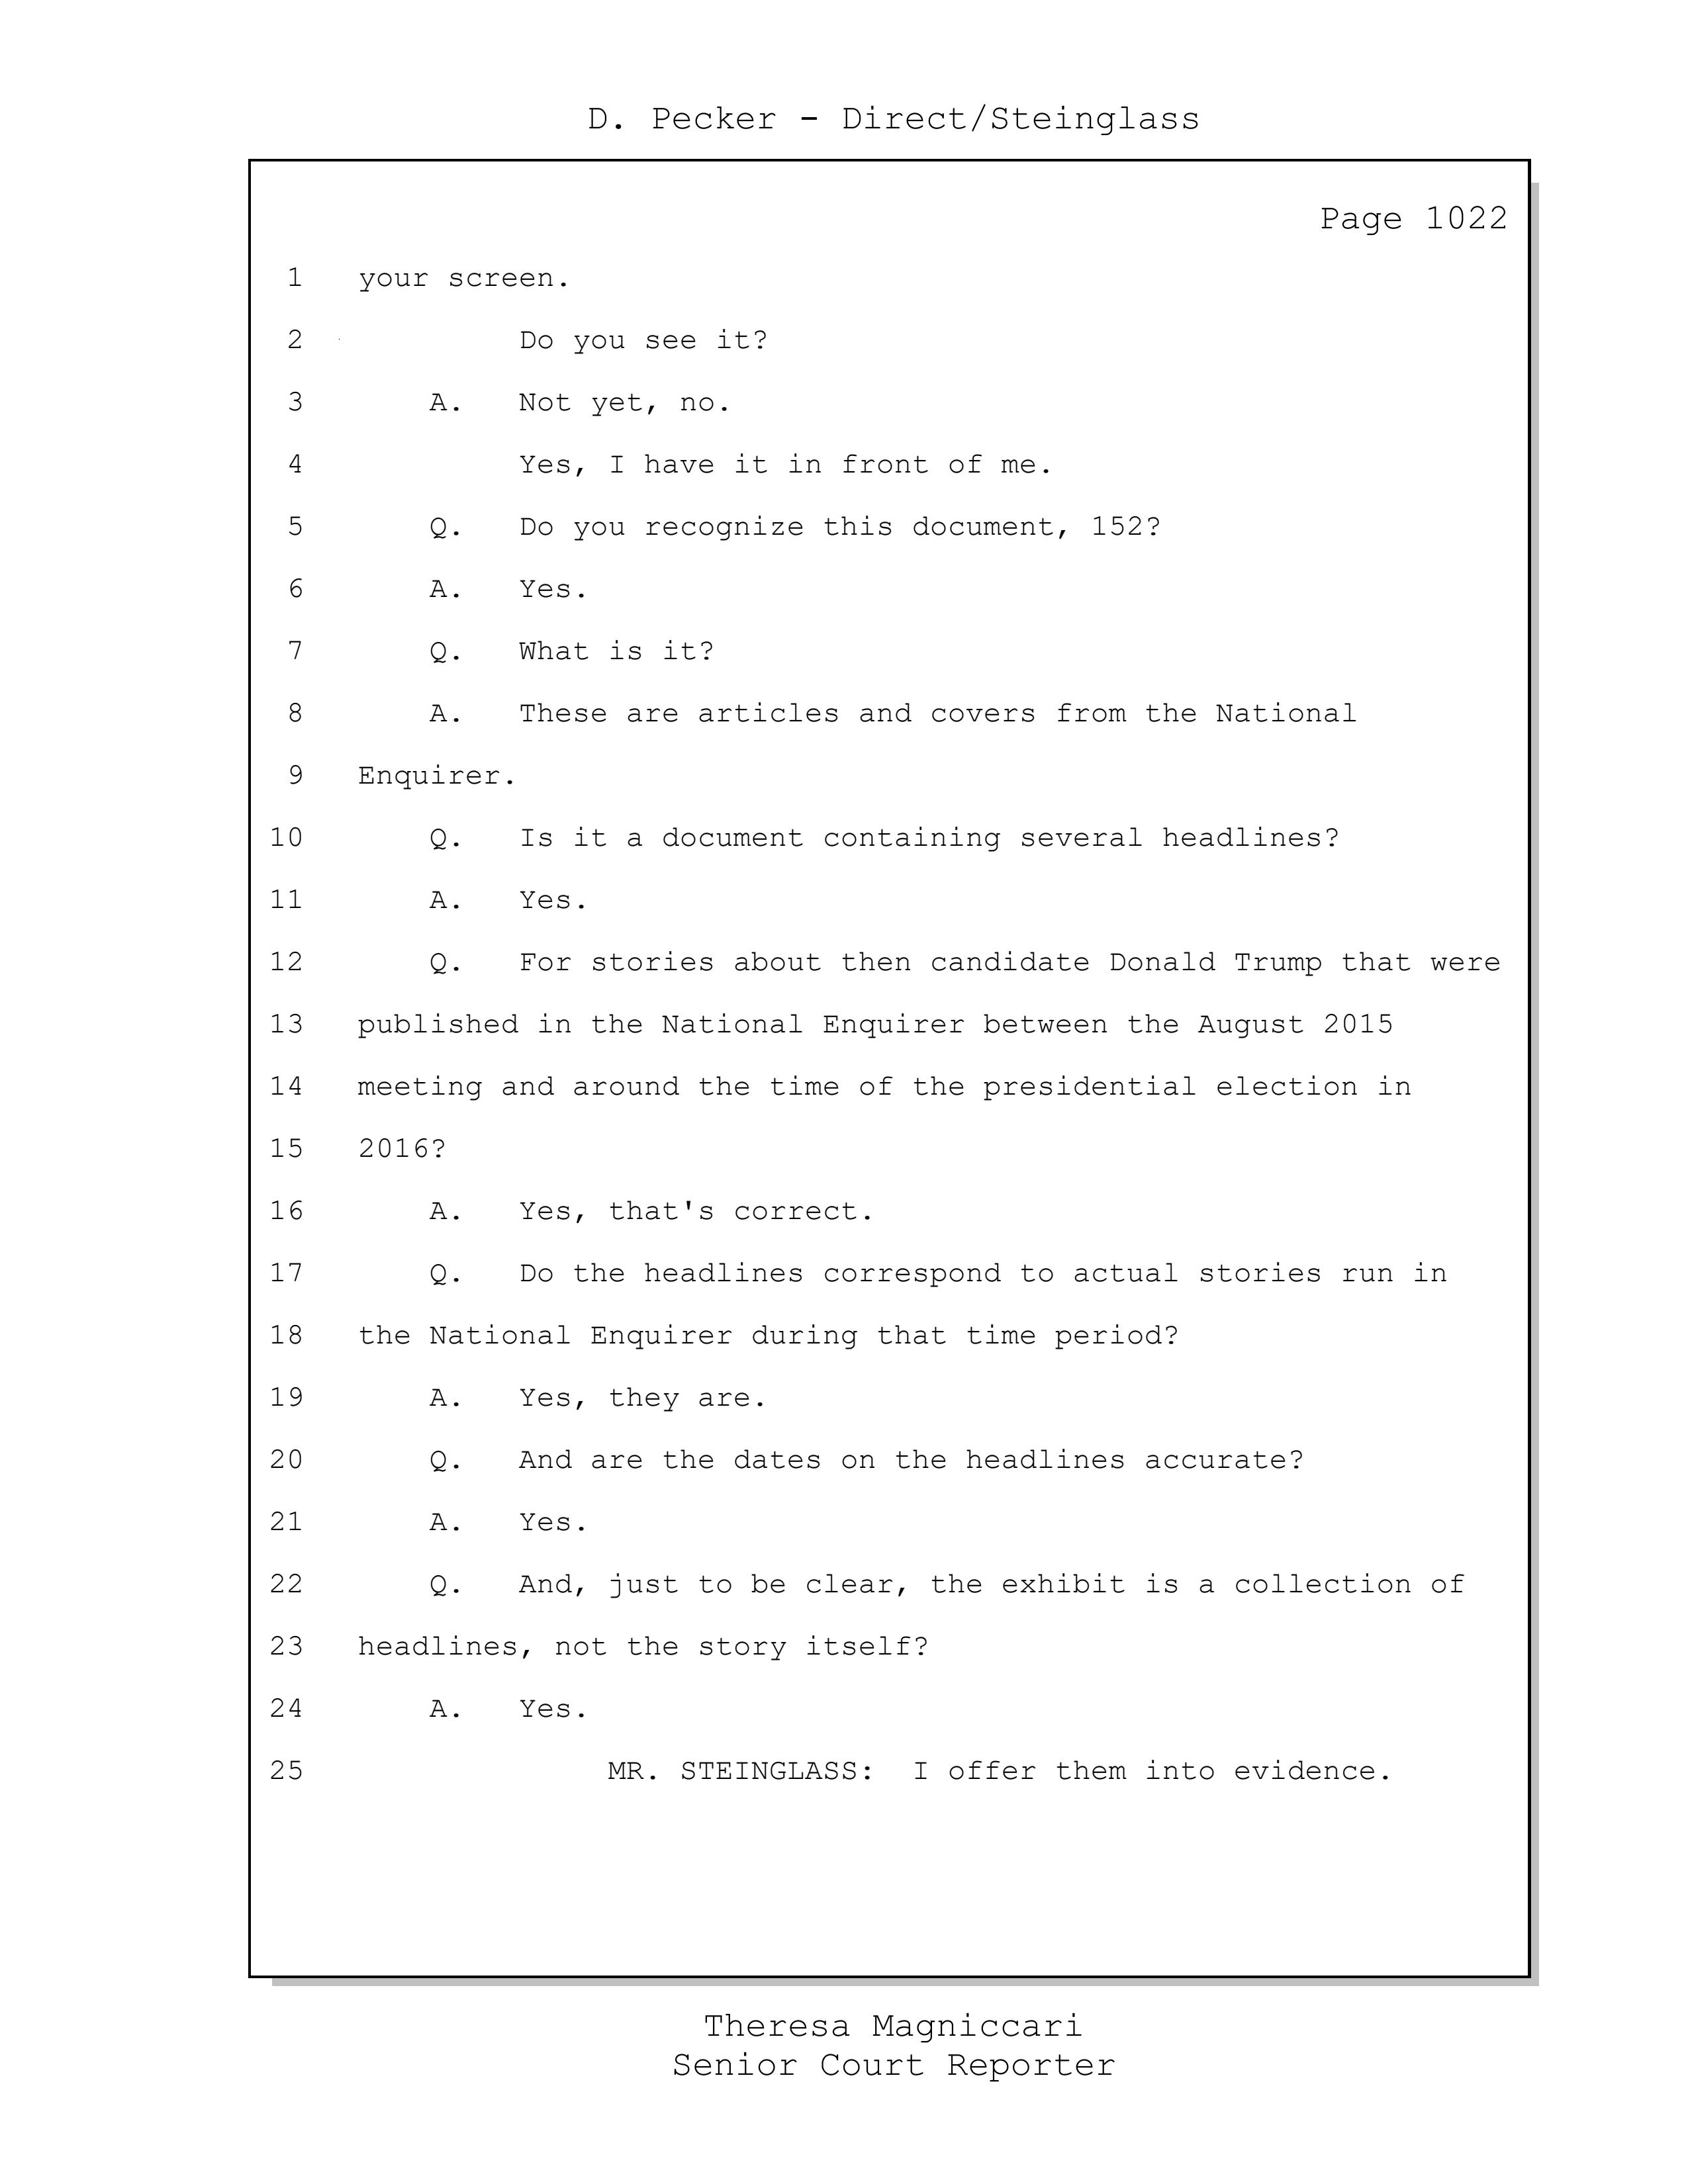 D. Pecker - Direct/Steinglass
Page 1022
1 your screen.
2 Do you see it?
3 A. Not yet, no.
4 Yes, I have it in front of me.
5 Q. Do you recognize this document, 152?
6 A. Yes.
7 Q. What is it?
8 A. These are articles and covers from the National
9 Enquirer.
10 Q. Is it a document containing several headlines?
11 A. Yes.
12 Q. For stories about then candidate Donald Trump that were
13 published in the National Enquirer between the August 2015
14 meeting and around the time of the presidential election in
15 2016?
16 A. Yes, that's correct.
17 Q. Do the headlines correspond to actual stories run in
18 the National Enquirer during that time period?
19 A. Yes, they are.
20 Q. And are the dates on the headlines accurate?
21 A. Yes.
22 Q. And, just to be clear, the exhibit is a collection of
23 headlines, not the story itself?
24 A. Yes.
25 MR. STEINGLASS: I offer them into evidence.
Theresa Magniccari
Senior Court Reporter